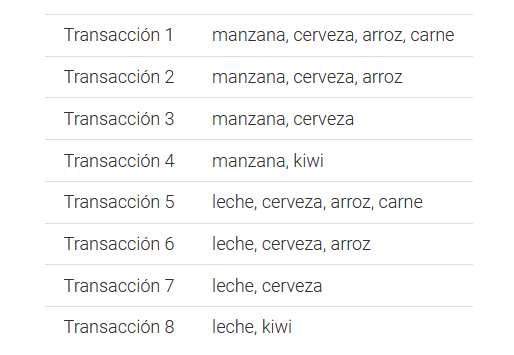 Transacción 1 manzana, cerveza, arroz, carne
Transacción 2 manzana, cerveza, arroz
Transacción 3 manzana, cerveza
Transacción 4 manzana, kiwi
Transacción 5 leche, cerveza, arroz, carne
Transacción 6 leche, cerveza, arroz
Transacción 7 leche, cerveza
Transacción 8 leche, kiwi